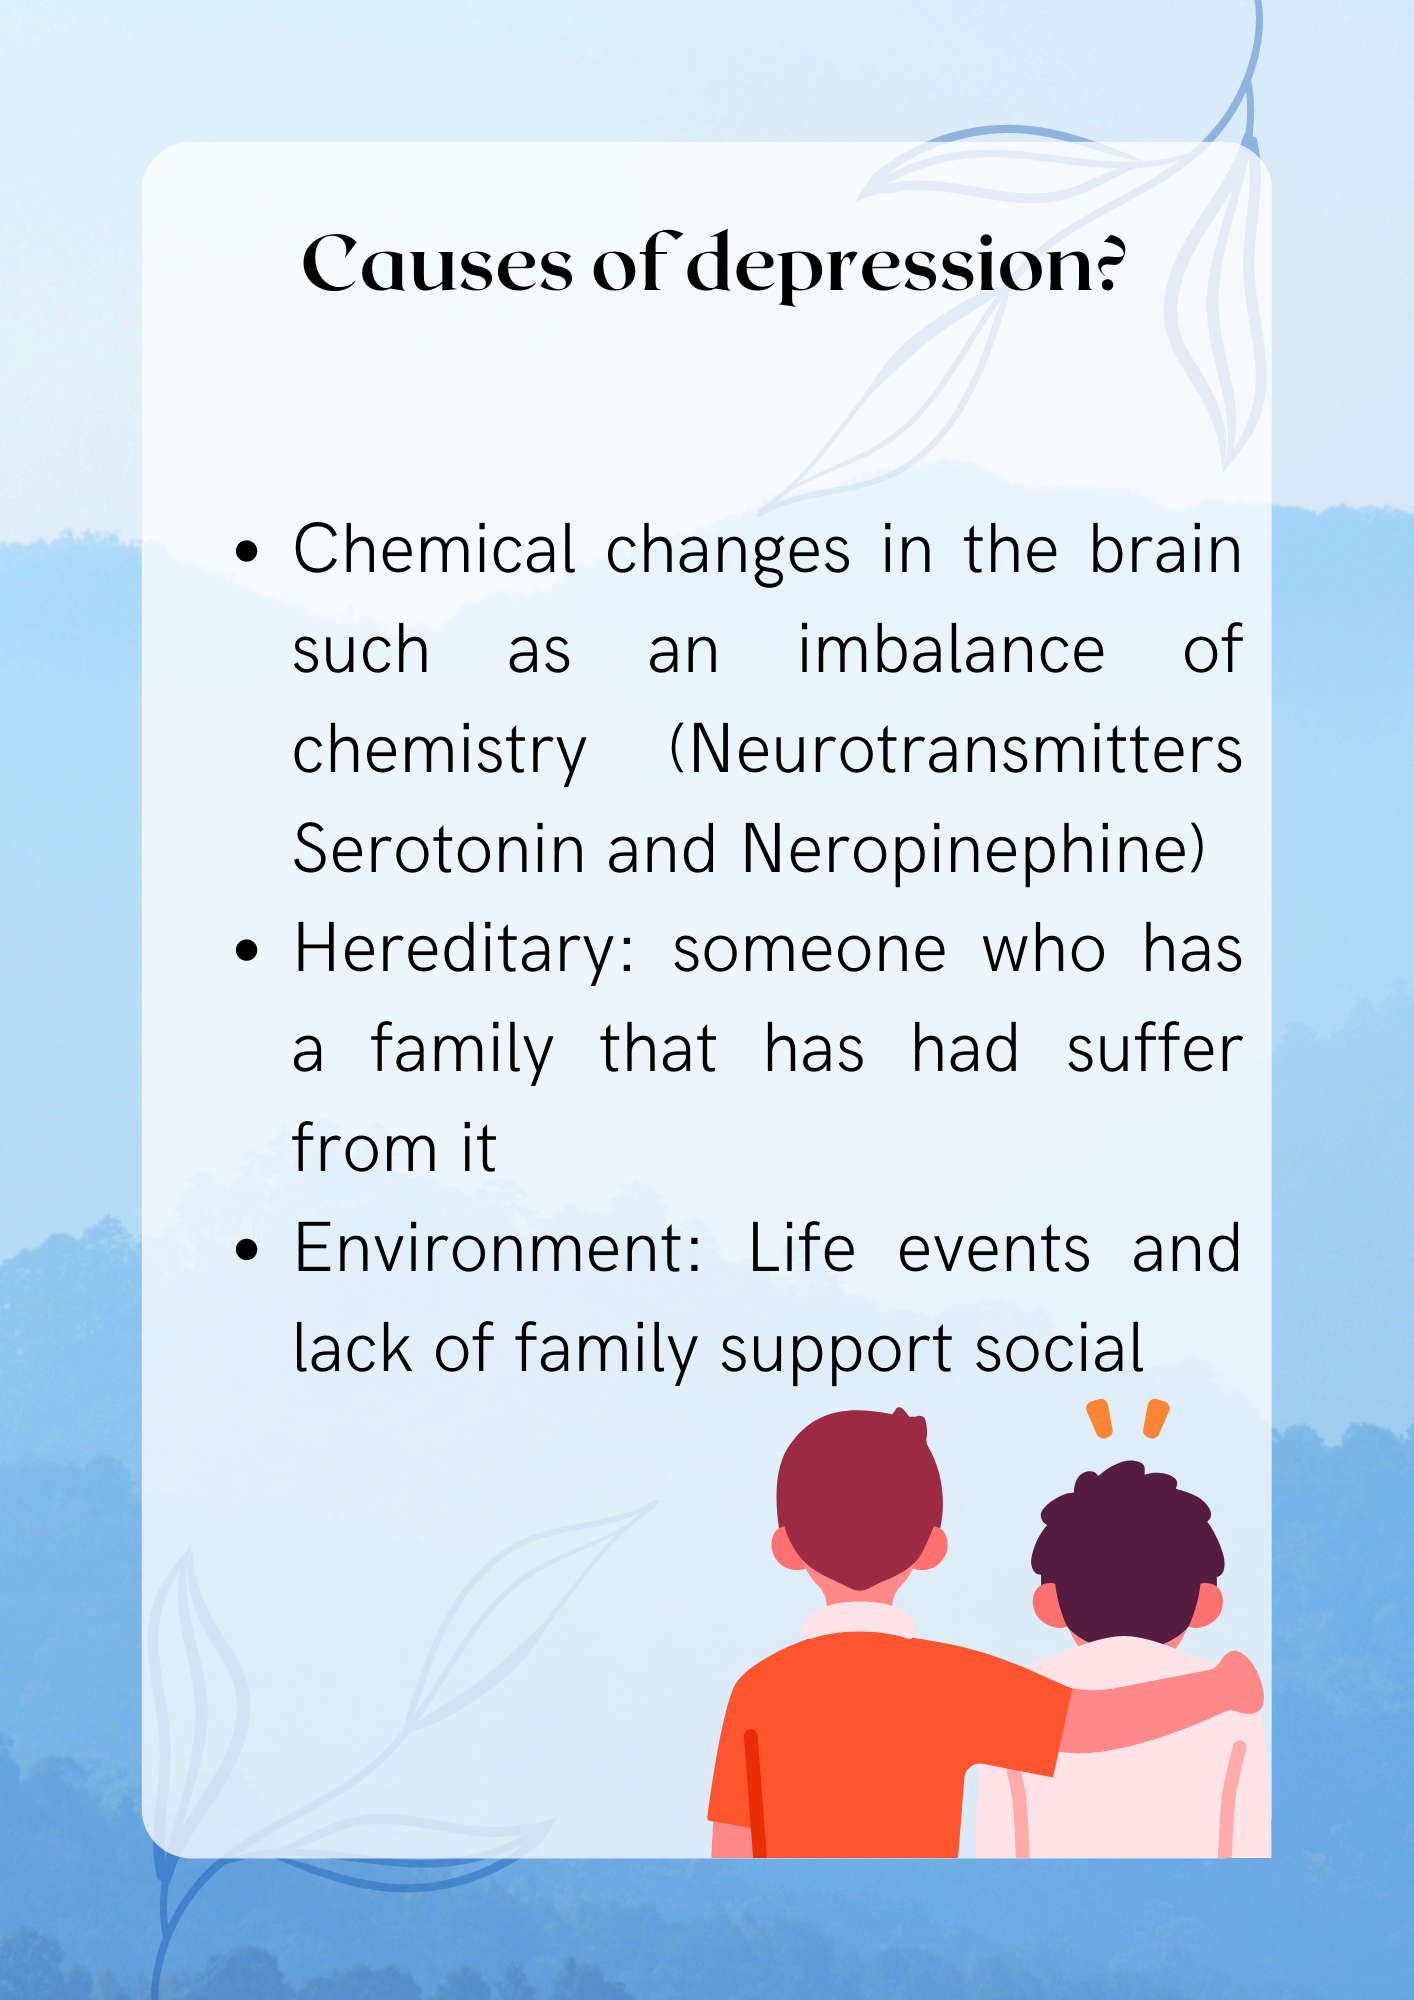 Causes of depression?
• Chemical changes in the brain
such as an imbalance of
chemistry (Neurotransmitters
Serotonin and Neropinephine)
• Hereditary: someone who has
a family that has had suffer
from it
• Environment: Life events and
lack of family support social